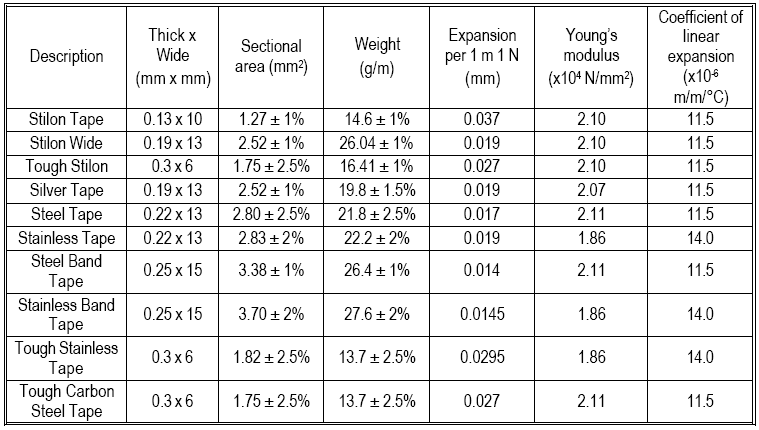 Description | Thick x Wide (mm x mm) | Sectional area (mm²) | Weight (g/m) | Expansion per 1 m 1 N (mm) | Young's modulus (x10⁴ N/mm²) | Coefficient of linear expansion (x10⁻⁶ m/m/°C)
Stilon Tape | 0.13 x 10 | 1.27 ± 1% | 14.6 ± 1% | 0.037 | 2.10 | 11.5
Stilon Wide | 0.19 x 13 | 2.52 ± 1% | 26.04 ± 1% | 0.019 | 2.10 | 11.5
Tough Stilon | 0.3 x 6 | 1.75 ± 2.5% | 16.41 ± 1% | 0.027 | 2.10 | 11.5
Silver Tape | 0.19 x 13 | 2.52 ± 1% | 19.8 ± 1.5% | 0.019 | 2.07 | 11.5
Steel Tape | 0.22 x 13 | 2.80 ± 2.5% | 21.8 ± 2.5% | 0.017 | 2.11 | 11.5
Stainless Tape | 0.22 x 13 | 2.83 ± 2% | 22.2 ± 2% | 0.019 | 1.86 | 14.0
Steel Band Tape | 0.25 x 15 | 3.38 ± 1% | 26.4 ± 1% | 0.014 | 2.11 | 11.5
Stainless Band Tape | 0.25 x 15 | 3.70 ± 2% | 27.6 ± 2% | 0.0145 | 1.86 | 14.0
Tough Stainless Tape | 0.3 x 6 | 1.82 ± 2.5% | 13.7 ± 2.5% | 0.0295 | 1.86 | 14.0
Tough Carbon Steel Tape | 0.3 x 6 | 1.75 ± 2.5% | 13.7 ± 2.5% | 0.027 | 2.11 | 11.5